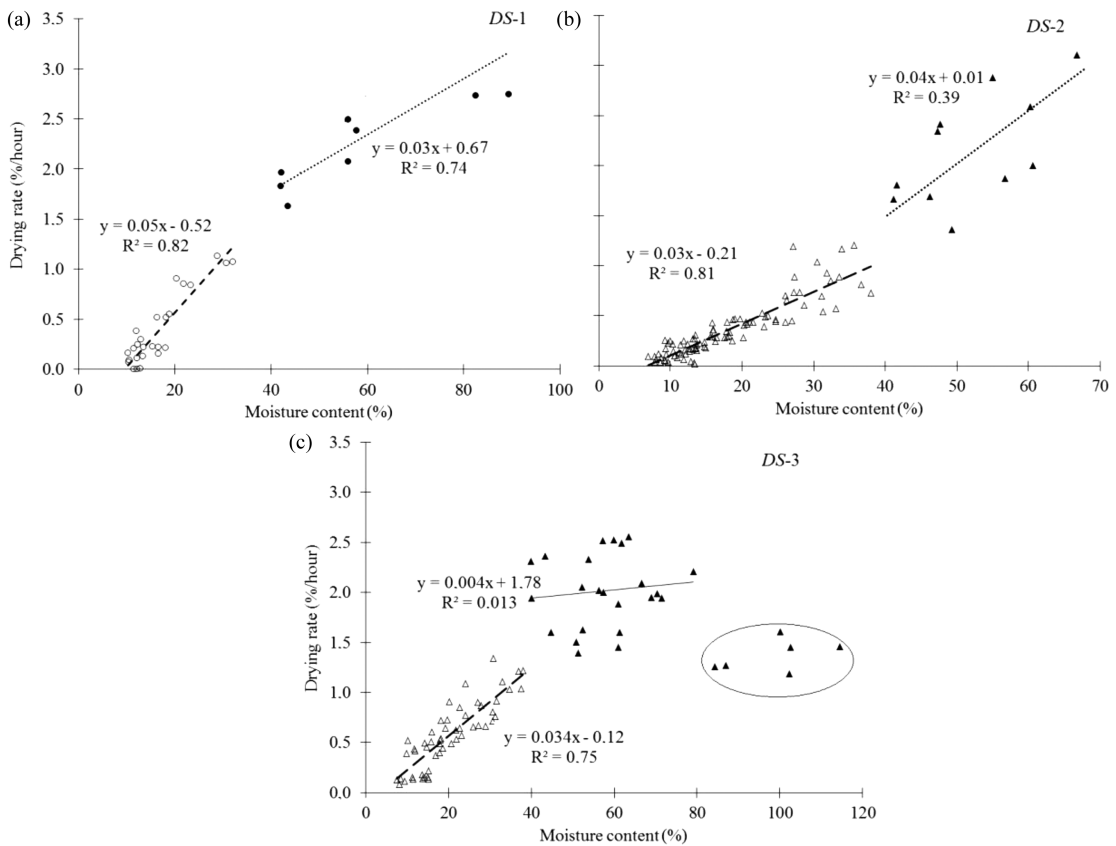 (a)
DS-1
3.5
3.0
2.5
2.0
1.5
1.0
0.5
0.0
Drying rate (%/hour)
y = 0.03x + 0.67
R² = 0.74
y = 0.05x - 0.52
R² = 0.82
0 20 40 60 80 100
Moisture content (%)
(b)
DS-2
y = 0.04x + 0.01
R² = 0.39
y = 0.03x - 0.21
R² = 0.81
0 10 20 30 40 50 60 70
Moisture content (%)
(c)
DS-3
3.5
3.0
2.5
2.0
1.5
1.0
0.5
0.0
Drying rate (%/hour)
y = 0.004x + 1.78
R² = 0.013
y = 0.034x - 0.12
R² = 0.75
0 20 40 60 80 100 120
Moisture content (%)